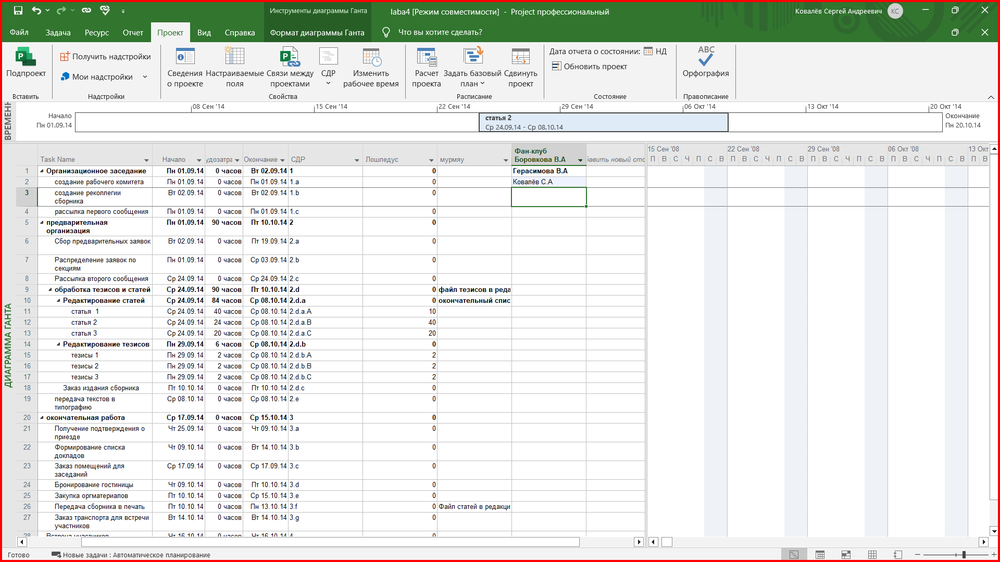 Инструменты диаграммы Ганта
laba4 [Режим совместимости] - Project профессиональный
Ковалёв Сергей Андреевич
КС
Файл
Задача
Ресурс
Отчет
Проект
Вид
Справка
Формат диаграммы Ганта
Что вы хотите сделать?
Подпроект
Вставить
Получить надстройки
Мои надстройки
Надстройки
Сведения о проекте
Настраиваемые поля
Связи между проектами
СДР
Изменить рабочее время
Свойства
Расчет проекта
Задать базовый план
Сдвинуть проект
Расписание
Дата отчета о состоянии: НД
Обновить проект
Состояние
ABC
Орфография
Правописание
08 Сен '14 15 Сен '14 22 Сен '14 29 Сен '14 06 Окт '14 13 Окт '14 20 Окт '14
Начало
Пн 01.09.14
статья 2
Ср 24.09.14 - Ср 08.10.14
Окончание
Пн 20.10.14
ДИАГРАММА ГАНТА
Task Name Начало Окончание СДР Лошпедус мурмяу Фан-клуб Боровкова В.А
15 Сен '08 22 Сен '08 29 Сен '08 06 Окт '08 13 Окт
П В С Ч П С В П В С Ч П С В П В С Ч П С В П В С Ч П С В П В
1 Организационное заседание Пн 01.09.14 0 часов Вт 02.09.14 1 0 Герасимова В.А
2 создание рабочего комитета Пн 01.09.14 0 часов Пн 01.09.14 1.a 0 Ковалёв С.А
3 создание реколлегии сборника Вт 02.09.14 0 часов Вт 02.09.14 1.b 0
4 рассылка первого сообщения Пн 01.09.14 0 часов Пн 01.09.14 1.c 0
5 предварительная организация Пн 01.09.14 90 часов Пт 10.10.14 2 0
6 Сбор предварительных заявок Вт 02.09.14 0 часов Пт 19.09.14 2.a 0
7 Распределение заявок по секциям Пн 01.09.14 0 часов Ср 03.09.14 2.b 0
8 Рассылка второго сообщения Ср 24.09.14 0 часов Ср 24.09.14 2.c 0
9 обработка тезисов и статей Ср 24.09.14 90 часов Пт 10.10.14 2.d 0 файл тезисов в реда
10 Редактирование статей Ср 24.09.14 84 часов Ср 08.10.14 2.d.a 0 окончательный спис
11 статья 1 Ср 24.09.14 40 часов Ср 08.10.14 2.d.a.A 10
12 статья 2 Ср 24.09.14 24 часов Ср 08.10.14 2.d.a.B 40
13 статья 3 Ср 24.09.14 20 часов Ср 08.10.14 2.d.a.C 20
14 Редактирование тезисов Пн 29.09.14 6 часов Ср 08.10.14 2.d.b 0
15 тезисы 1 Пн 29.09.14 2 часов Ср 08.10.14 2.d.b.A 2
16 тезисы 2 Пн 29.09.14 2 часов Ср 08.10.14 2.d.b.B 2
17 тезисы 3 Пн 29.09.14 2 часов Ср 08.10.14 2.d.b.C 2
18 Заказ издания сборника Пт 10.10.14 0 часов Пт 10.10.14 2.d.c 0
19 передача текстов в типографию Ср 08.10.14 0 часов Ср 08.10.14 2.e 0
20 окончательная работа Ср 17.09.14 0 часов Ср 15.10.14 3 0
21 Получение подтверждения о приезде Чт 25.09.14 0 часов Чт 09.10.14 3.a 0
22 Формирование списка докладов Чт 09.10.14 0 часов Вт 14.10.14 3.b 0
23 Заказ помещений для заседаний Ср 17.09.14 0 часов Ср 17.09.14 3.c 0
24 Бронирование гостиницы Чт 09.10.14 0 часов Пт 10.10.14 3.d 0
25 Закупка оргматериалов Пт 10.10.14 0 часов Ср 15.10.14 3.e 0
26 Передача сборника в печать Пт 10.10.14 0 часов Пн 13.10.14 3.f 0 Файл статей в редакци
27 Заказ транспорта для встречи участников Вт 14.10.14 0 часов Вт 14.10.14 3.g 0
28 Встреча участников Чт 16.10.14 0 часов Чт 16.10.14 4 0
Готово
Новые задачи : Автоматическое планирование